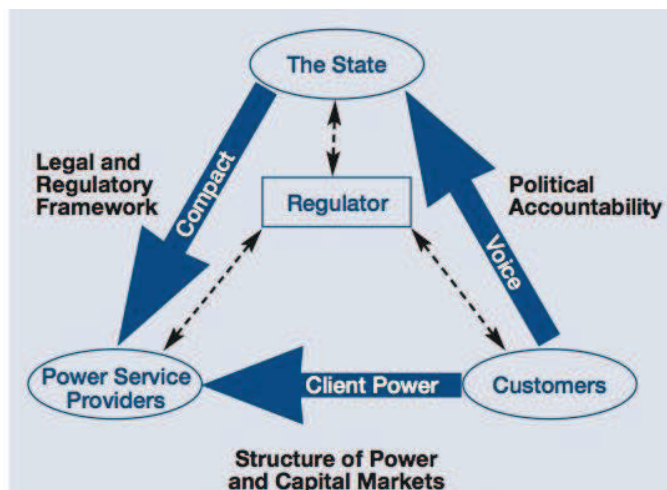 The State
Legal and
Regulatory
Framework
Compact
Regulator
Political
Accountability
Voice
Power Service
Providers
Client Power
Customers
Structure of Power
and Capital Markets